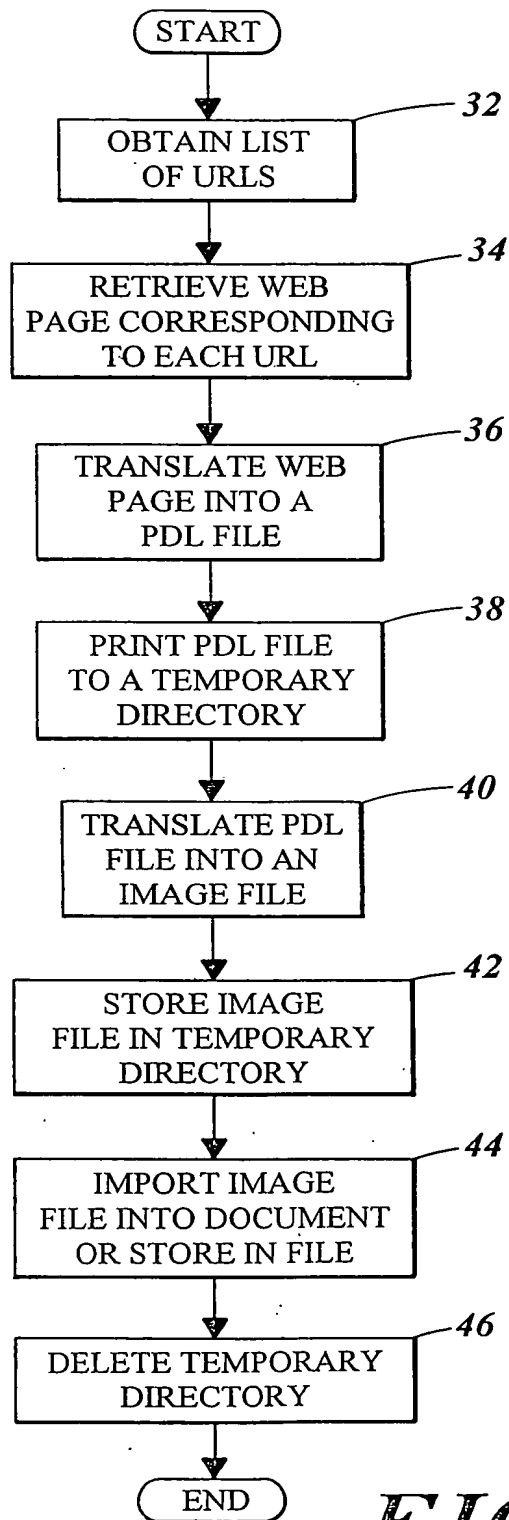 START
32
OBTAIN LIST
OF URLS
34
RETRIEVE WEB
PAGE CORRESPONDING
TO EACH URL
36
TRANSLATE WEB
PAGE INTO A
PDL FILE
38
PRINT PDL FILE
TO A TEMPORARY
DIRECTORY
40
TRANSLATE PDL
FILE INTO AN
IMAGE FILE
42
STORE IMAGE
FILE IN TEMPORARY
DIRECTORY
44
IMPORT IMAGE
FILE INTO DOCUMENT
OR STORE IN FILE
46
DELETE TEMPORARY
DIRECTORY
END